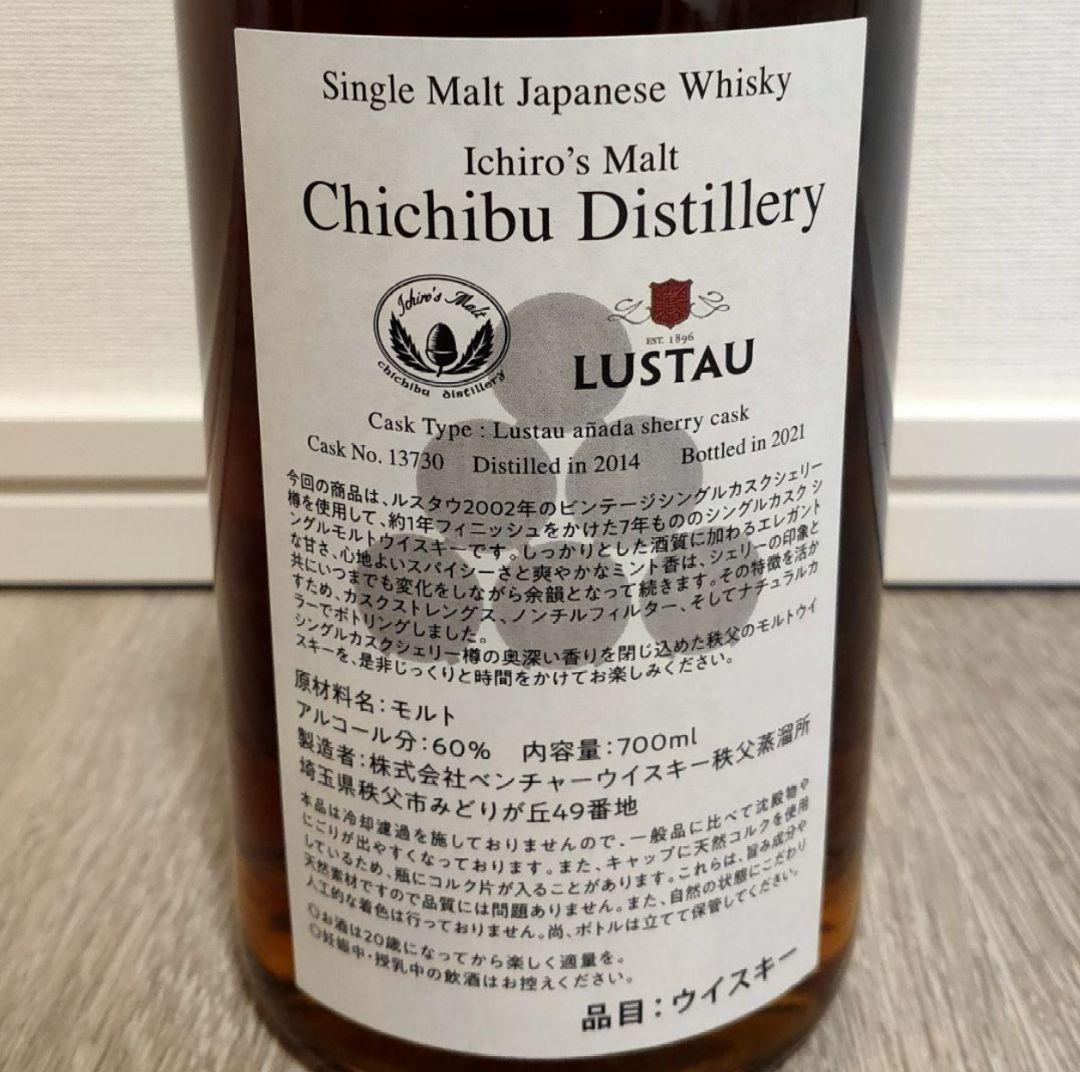 Single Malt Japanese Whisky
Ichiro's Malt
Chichibu Distillery
Ichiro's Malt
chichibu distillery
EST. 1896
LUSTAU
Cask Type : Lustau añada sherry cask
Cask No. 13730 Distilled in 2014 Bottled in 2021
今回の商品は、ルスタウ2002年のビンテージシングルカスクシェリー
樽を使用して、約1年フィニッシュをかけた7年もののシングルカスク シ
ングルモルトウイスキーです。しっかりとした酒質に加わるエレガント
な甘さ、心地よいスパイシーさと爽やかなミント香は、シェリーの印象と
共にいつまでも変化をしながら余韻となって続きます。その特徴を活か
すため、カスクストレングス、ノンチルフィルター、そしてナチュラルカ
ラーでボトリングしました。
シングルカスクシェリー樽の奥深い香りを閉じ込めた秩父のモルトウイ
スキーを、是非じっくりと時間をかけてお楽しみください。
原材料名：モルト
アルコール分：60% 内容量：700ml
製造者：株式会社ベンチャーウイスキー秩父蒸溜所
埼玉県秩父市みどりが丘49番地
本品は冷却濾過を施しておりませんので、一般品に比べて沈殿物や
にごりが出やすくなっております。また、キャップに天然コルクを使用
しているため、瓶にコルク片が入ることがあります。これらは、旨み成分や
天然素材ですので品質には問題ありません。また、自然の状態にこだわり
人工的な着色は行っておりません。尚、ボトルは立てて保管してください。
◎お酒は20歳になってから楽しく適量を。
◎妊娠中・授乳中の飲酒はお控えください。
品目：ウイスキー